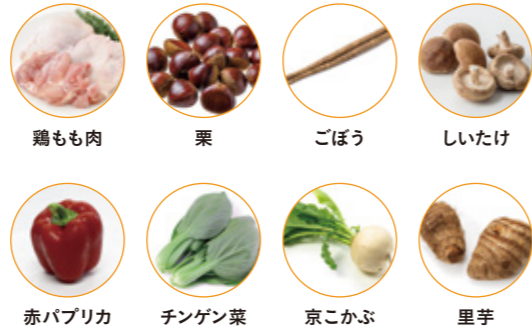 鶏もも肉
栗
ごぼう
しいたけ
赤パプリカ
チンゲン菜
京こかぶ
里芋